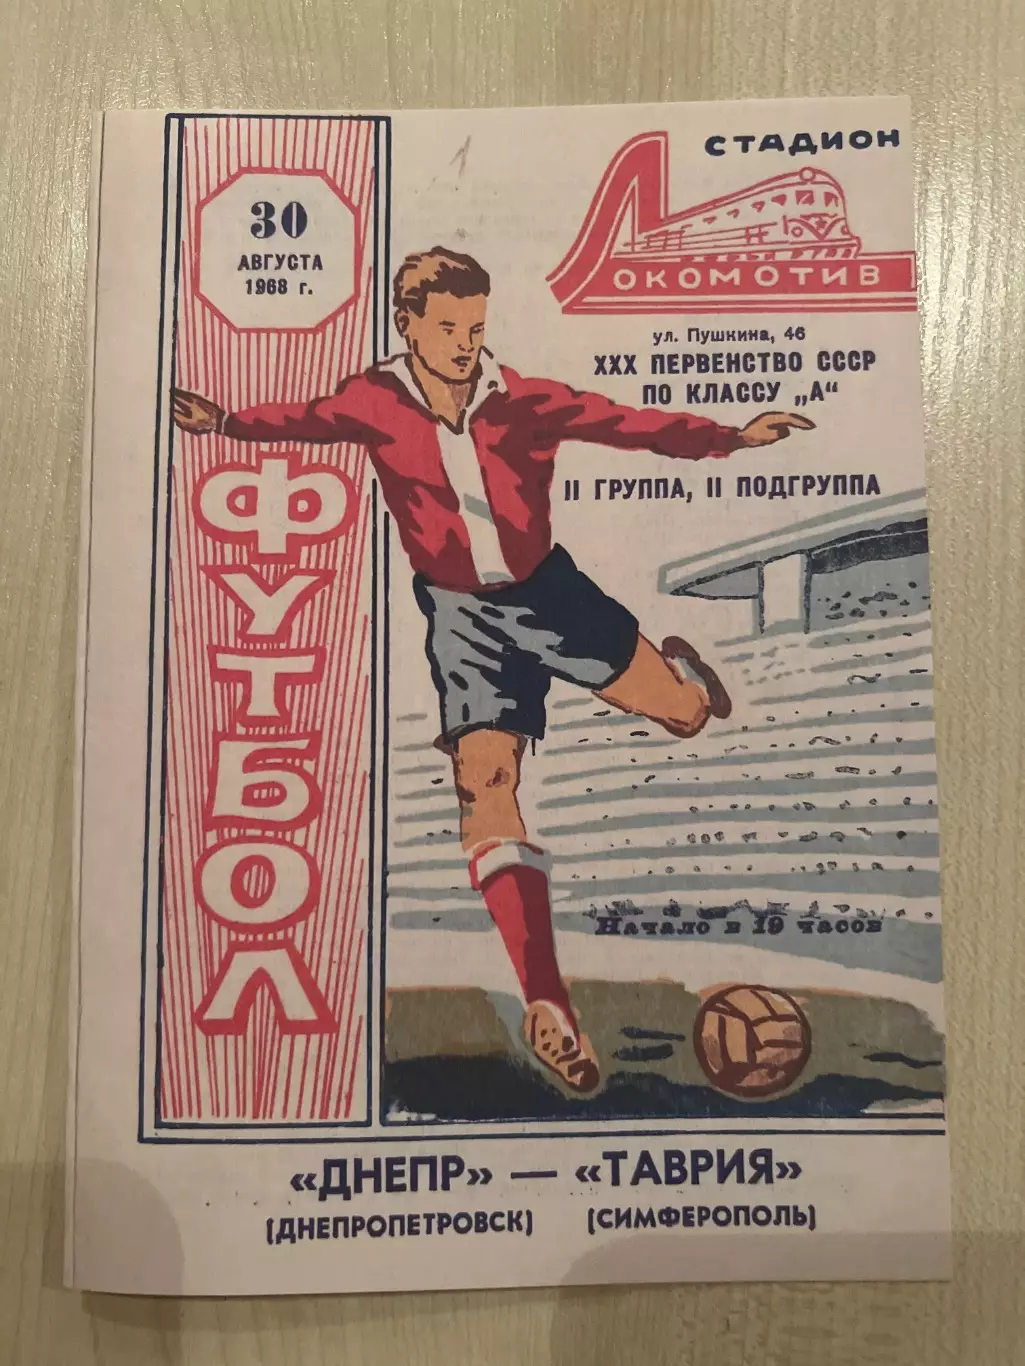 30
АВГУСТА
1968 г.
СТАДИОН
ЛОКОМОТИВ
ул. Пушкина, 46
XXX ПЕРВЕНСТВО СССР
ПО КЛАССУ „А“
II ГРУППА, II ПОДГРУППА
ФУТБОЛ
Начало в 19 часов
«ДНЕПР» — «ТАВРИЯ»
(ДНЕПРОПЕТРОВСК) (СИМФЕРОПОЛЬ)